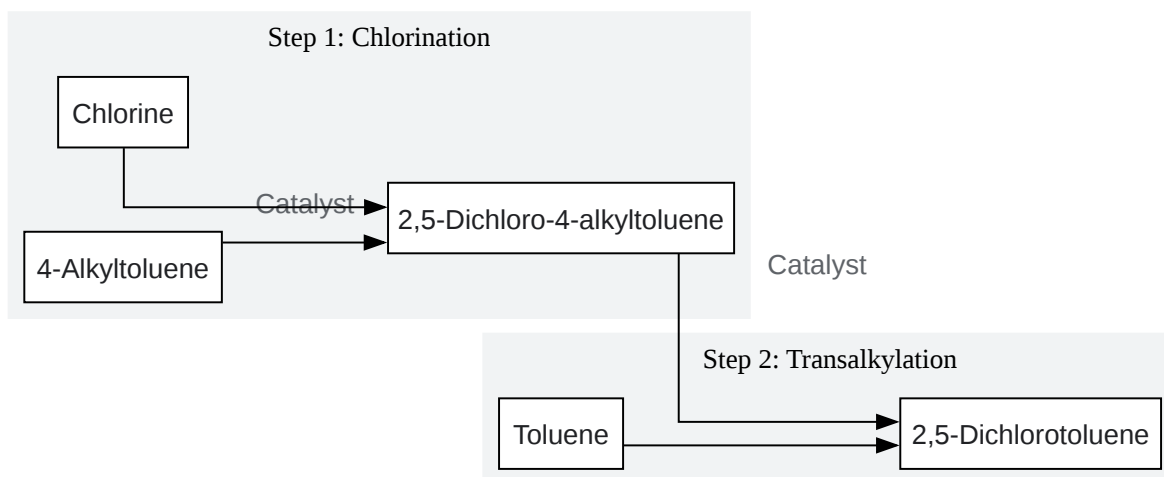 Step 1: Chlorination
Chlorine
Catalyst
2,5-Dichloro-4-alkyltoluene
4-Alkyltoluene
Catalyst
Step 2: Transalkylation
Toluene
2,5-Dichlorotoluene